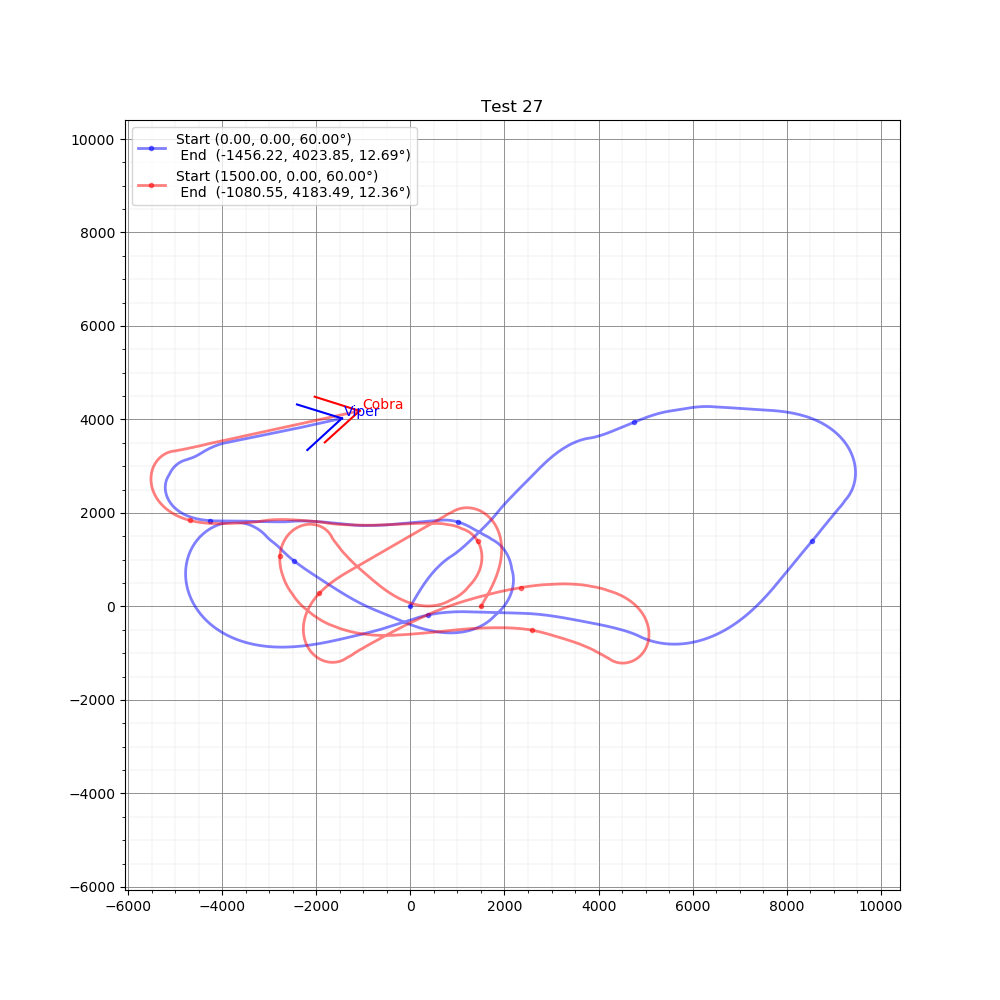 Test 27
Start (0.00, 0.00, 60.00°)
End (-1456.22, 4023.85, 12.69°)
Start (1500.00, 0.00, 60.00°)
End (-1080.55, 4183.49, 12.36°)
10000
8000
6000
4000
2000
0
−2000
−4000
−6000
Cobra
Viper
−6000 −4000 −2000 0 2000 4000 6000 8000 10000